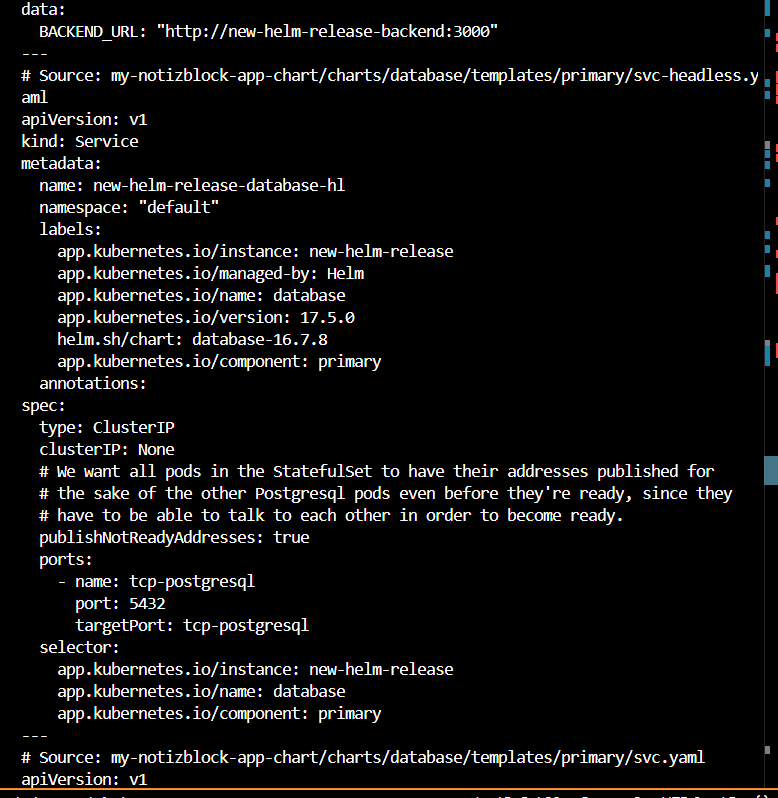 data:
  BACKEND_URL: "http://new-helm-release-backend:3000"
---
# Source: my-notizblock-app-chart/charts/database/templates/primary/svc-headless.y
aml
apiVersion: v1
kind: Service
metadata:
  name: new-helm-release-database-hl
  namespace: "default"
  labels:
    app.kubernetes.io/instance: new-helm-release
    app.kubernetes.io/managed-by: Helm
    app.kubernetes.io/name: database
    app.kubernetes.io/version: 17.5.0
    helm.sh/chart: database-16.7.8
    app.kubernetes.io/component: primary
  annotations:
spec:
  type: ClusterIP
  clusterIP: None
  # We want all pods in the StatefulSet to have their addresses published for
  # the sake of the other Postgresql pods even before they're ready, since they
  # have to be able to talk to each other in order to become ready.
  publishNotReadyAddresses: true
  ports:
    - name: tcp-postgresql
      port: 5432
      targetPort: tcp-postgresql
  selector:
    app.kubernetes.io/instance: new-helm-release
    app.kubernetes.io/name: database
    app.kubernetes.io/component: primary
---
# Source: my-notizblock-app-chart/charts/database/templates/primary/svc.yaml
apiVersion: v1